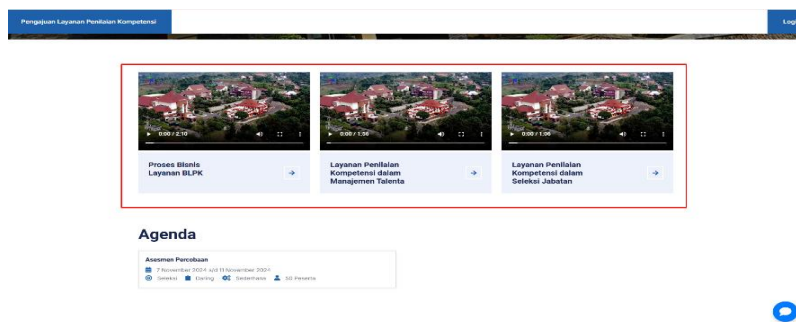 Pengajuan Layanan Penilaian Kompetensi
Log
0:00 / 2:10
0:00 / 1:56
0:00 / 1:06
Proses Bisnis
Layanan BLPK
Layanan Penilaian
Kompetensi dalam
Manajemen Talenta
Layanan Penilaian
Kompetensi dalam
Seleksi Jabatan
Agenda
Asesmen Percobaan
7 November 2024 s/d 11 November 2024
Seleksi Daring Sederhana 50 Peserta